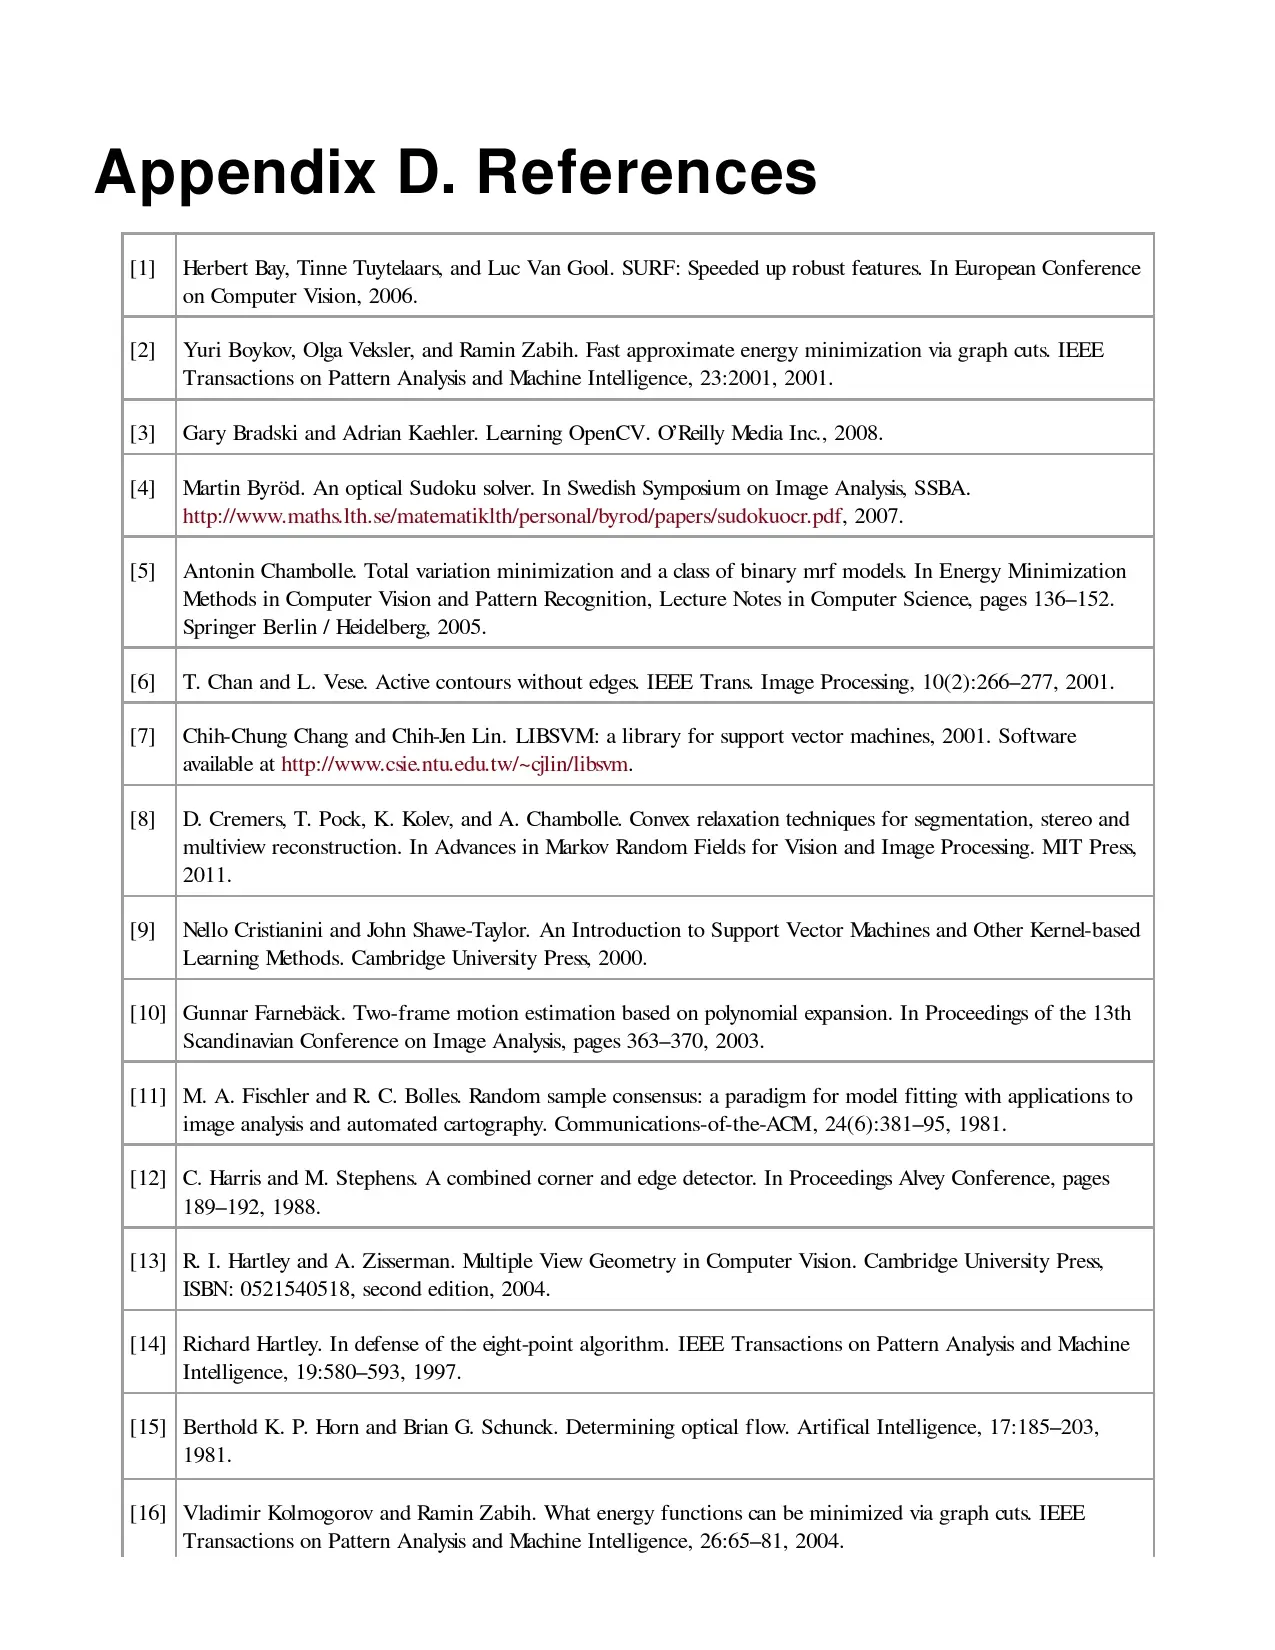 Appendix D. References
[1] Herbert Bay, Tinne Tuytelaars, and Luc Van Gool. SURF: Speeded up robust features. In European Conference
on Computer Vision, 2006.
[2] Yuri Boykov, Olga Veksler, and Ramin Zabih. Fast approximate energy minimization via graph cuts. IEEE
Transactions on Pattern Analysis and Machine Intelligence, 23:2001, 2001.
[3] Gary Bradski and Adrian Kaehler. Learning OpenCV. O’Reilly Media Inc., 2008.
[4] Martin Byröd. An optical Sudoku solver. In Swedish Symposium on Image Analysis, SSBA.
http://www.maths.lth.se/matematiklth/personal/byrod/papers/sudokuocr.pdf, 2007.
[5] Antonin Chambolle. Total variation minimization and a class of binary mrf models. In Energy Minimization
Methods in Computer Vision and Pattern Recognition, Lecture Notes in Computer Science, pages 136–152.
Springer Berlin / Heidelberg, 2005.
[6] T. Chan and L. Vese. Active contours without edges. IEEE Trans. Image Processing, 10(2):266–277, 2001.
[7] Chih-Chung Chang and Chih-Jen Lin. LIBSVM: a library for support vector machines, 2001. Software
available at http://www.csie.ntu.edu.tw/~cjlin/libsvm.
[8] D. Cremers, T. Pock, K. Kolev, and A. Chambolle. Convex relaxation techniques for segmentation, stereo and
multiview reconstruction. In Advances in Markov Random Fields for Vision and Image Processing. MIT Press,
2011.
[9] Nello Cristianini and John Shawe-Taylor. An Introduction to Support Vector Machines and Other Kernel-based
Learning Methods. Cambridge University Press, 2000.
[10] Gunnar Farnebäck. Two-frame motion estimation based on polynomial expansion. In Proceedings of the 13th
Scandinavian Conference on Image Analysis, pages 363–370, 2003.
[11] M. A. Fischler and R. C. Bolles. Random sample consensus: a paradigm for model fitting with applications to
image analysis and automated cartography. Communications-of-the-ACM, 24(6):381–95, 1981.
[12] C. Harris and M. Stephens. A combined corner and edge detector. In Proceedings Alvey Conference, pages
189–192, 1988.
[13] R. I. Hartley and A. Zisserman. Multiple View Geometry in Computer Vision. Cambridge University Press,
ISBN: 0521540518, second edition, 2004.
[14] Richard Hartley. In defense of the eight-point algorithm. IEEE Transactions on Pattern Analysis and Machine
Intelligence, 19:580–593, 1997.
[15] Berthold K. P. Horn and Brian G. Schunck. Determining optical flow. Artifical Intelligence, 17:185–203,
1981.
[16] Vladimir Kolmogorov and Ramin Zabih. What energy functions can be minimized via graph cuts. IEEE
Transactions on Pattern Analysis and Machine Intelligence, 26:65–81, 2004.